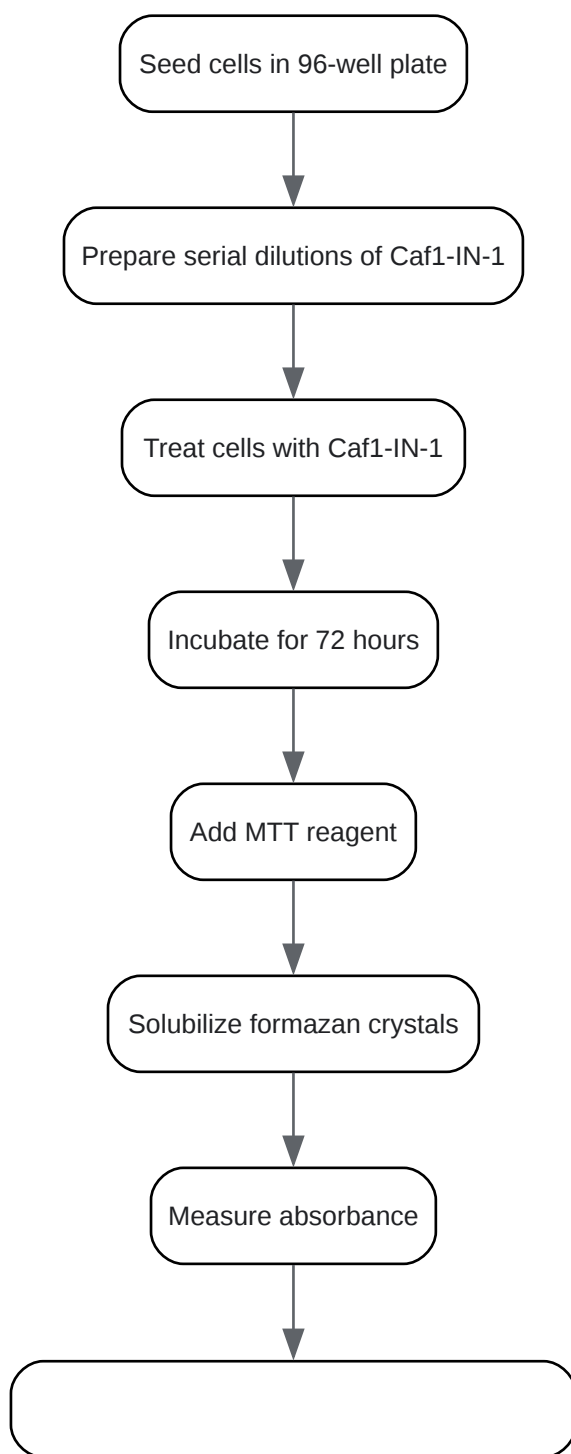 Seed cells in 96-well plate
Prepare serial dilutions of Caf1-IN-1
Treat cells with Caf1-IN-1
Incubate for 72 hours
Add MTT reagent
Solubilize formazan crystals
Measure absorbance